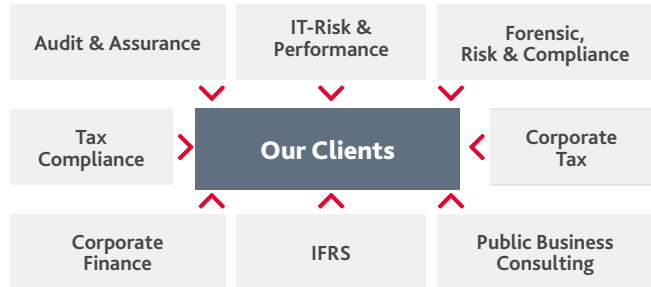 Audit & Assurance
IT-Risk &
Performance
Forensic,
Risk & Compliance
Tax
Compliance
Our Clients
Corporate
Tax
Corporate
Finance
IFRS
Public Business
Consulting